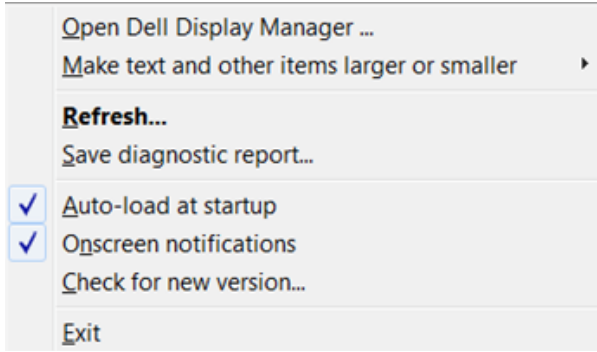 Open Dell Display Manager ...
Make text and other items larger or smaller
Refresh...
Save diagnostic report...
Auto-load at startup
Onscreen notifications
Check for new version...
Exit